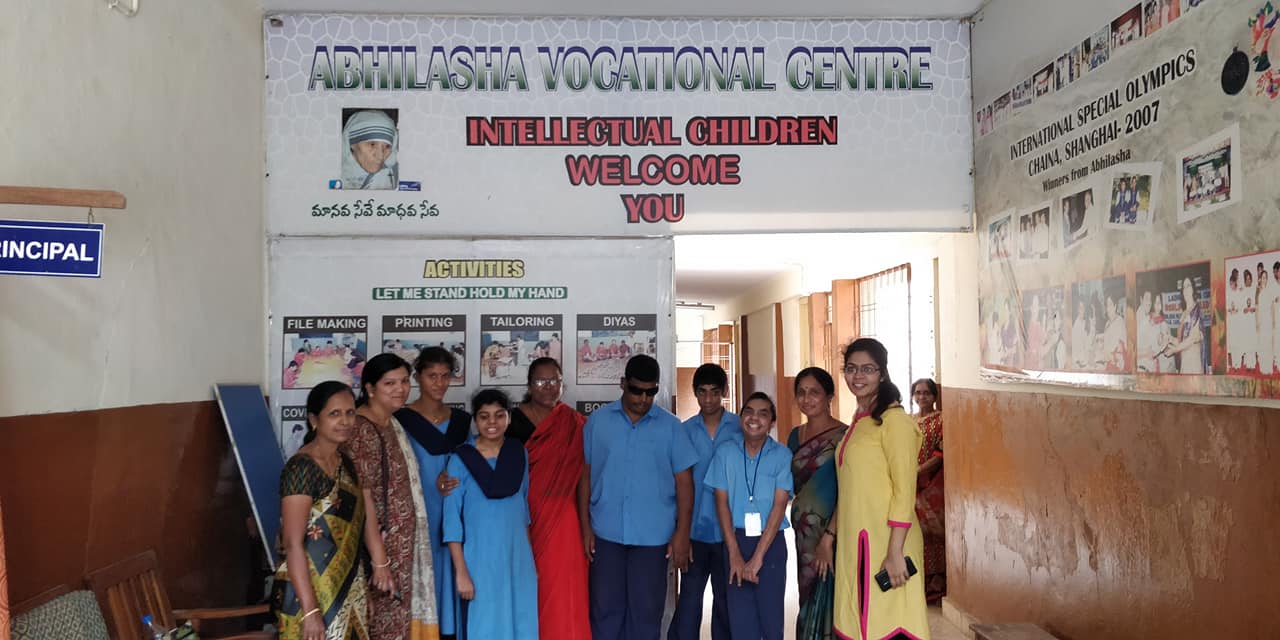 ABHILASHA VOCATIONAL CENTRE
INTELLECTUAL CHILDREN
WELCOME
YOU
మానవ సేవే మాధవ సేవ
RINCIPAL
ACTIVITIES
LET ME STAND HOLD MY HAND
FILE MAKING
PRINTING
TAILORING
DIYAS
INTERNATIONAL SPECIAL OLYMPICS
CHAINA, SHANGHAI- 2007
Winners from Abhilasha